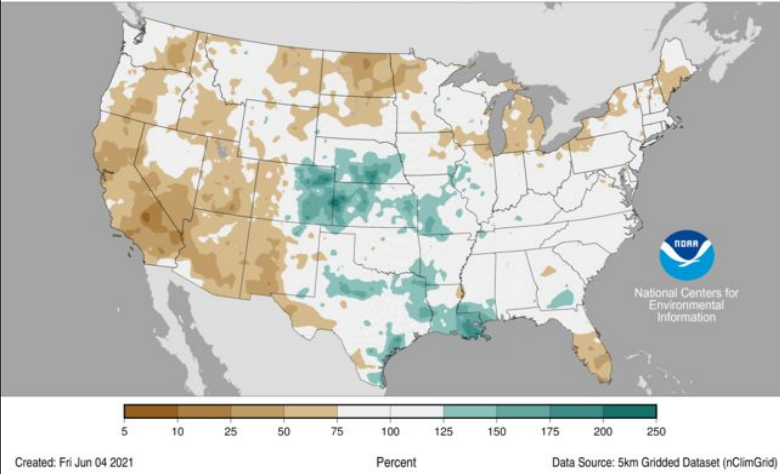 NOAA
National Centers for
Environmental
Information
5 10 25 50 75 100 125 150 175 200 250
Created: Fri Jun 04 2021 Percent Data Source: 5km Gridded Dataset (nClimGrid)